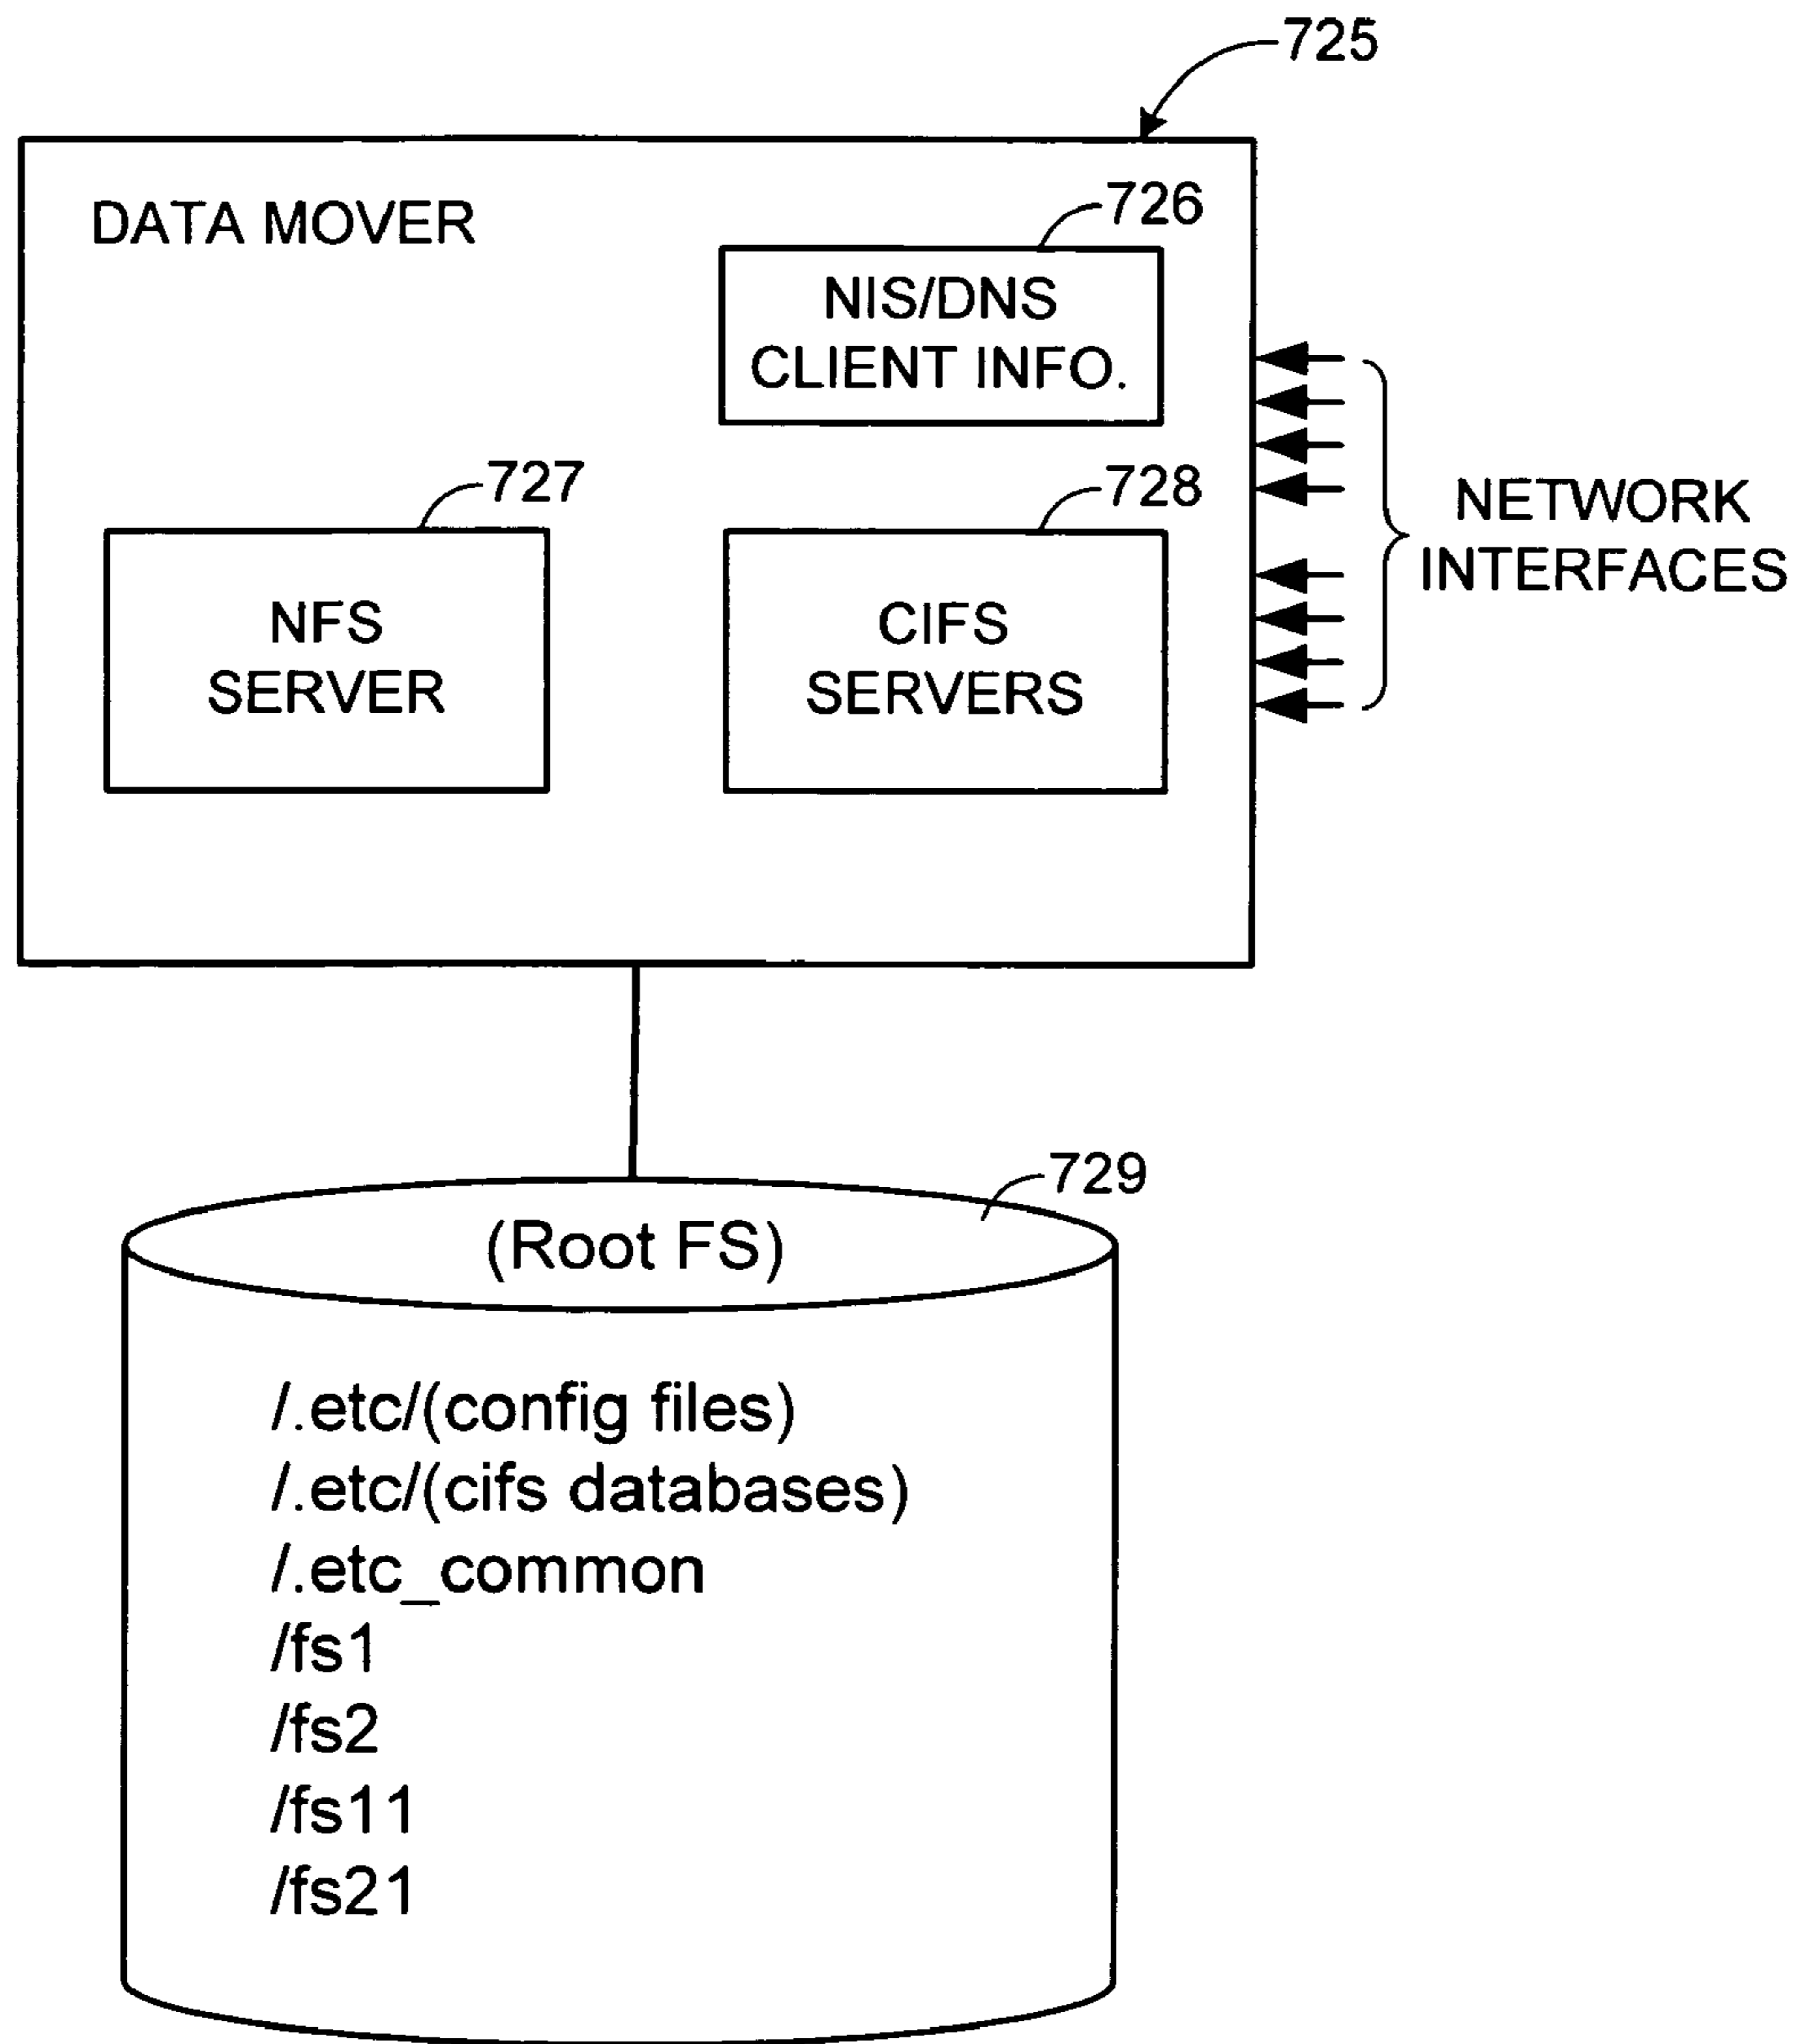 725
DATA MOVER
726
NIS/DNS
CLIENT INFO.
727
NFS
SERVER
728
CIFS
SERVERS
NETWORK
INTERFACES
729
(Root FS)
/.etc/(config files)
/.etc/(cifs databases)
/.etc_common
/fs1
/fs2
/fs11
/fs21